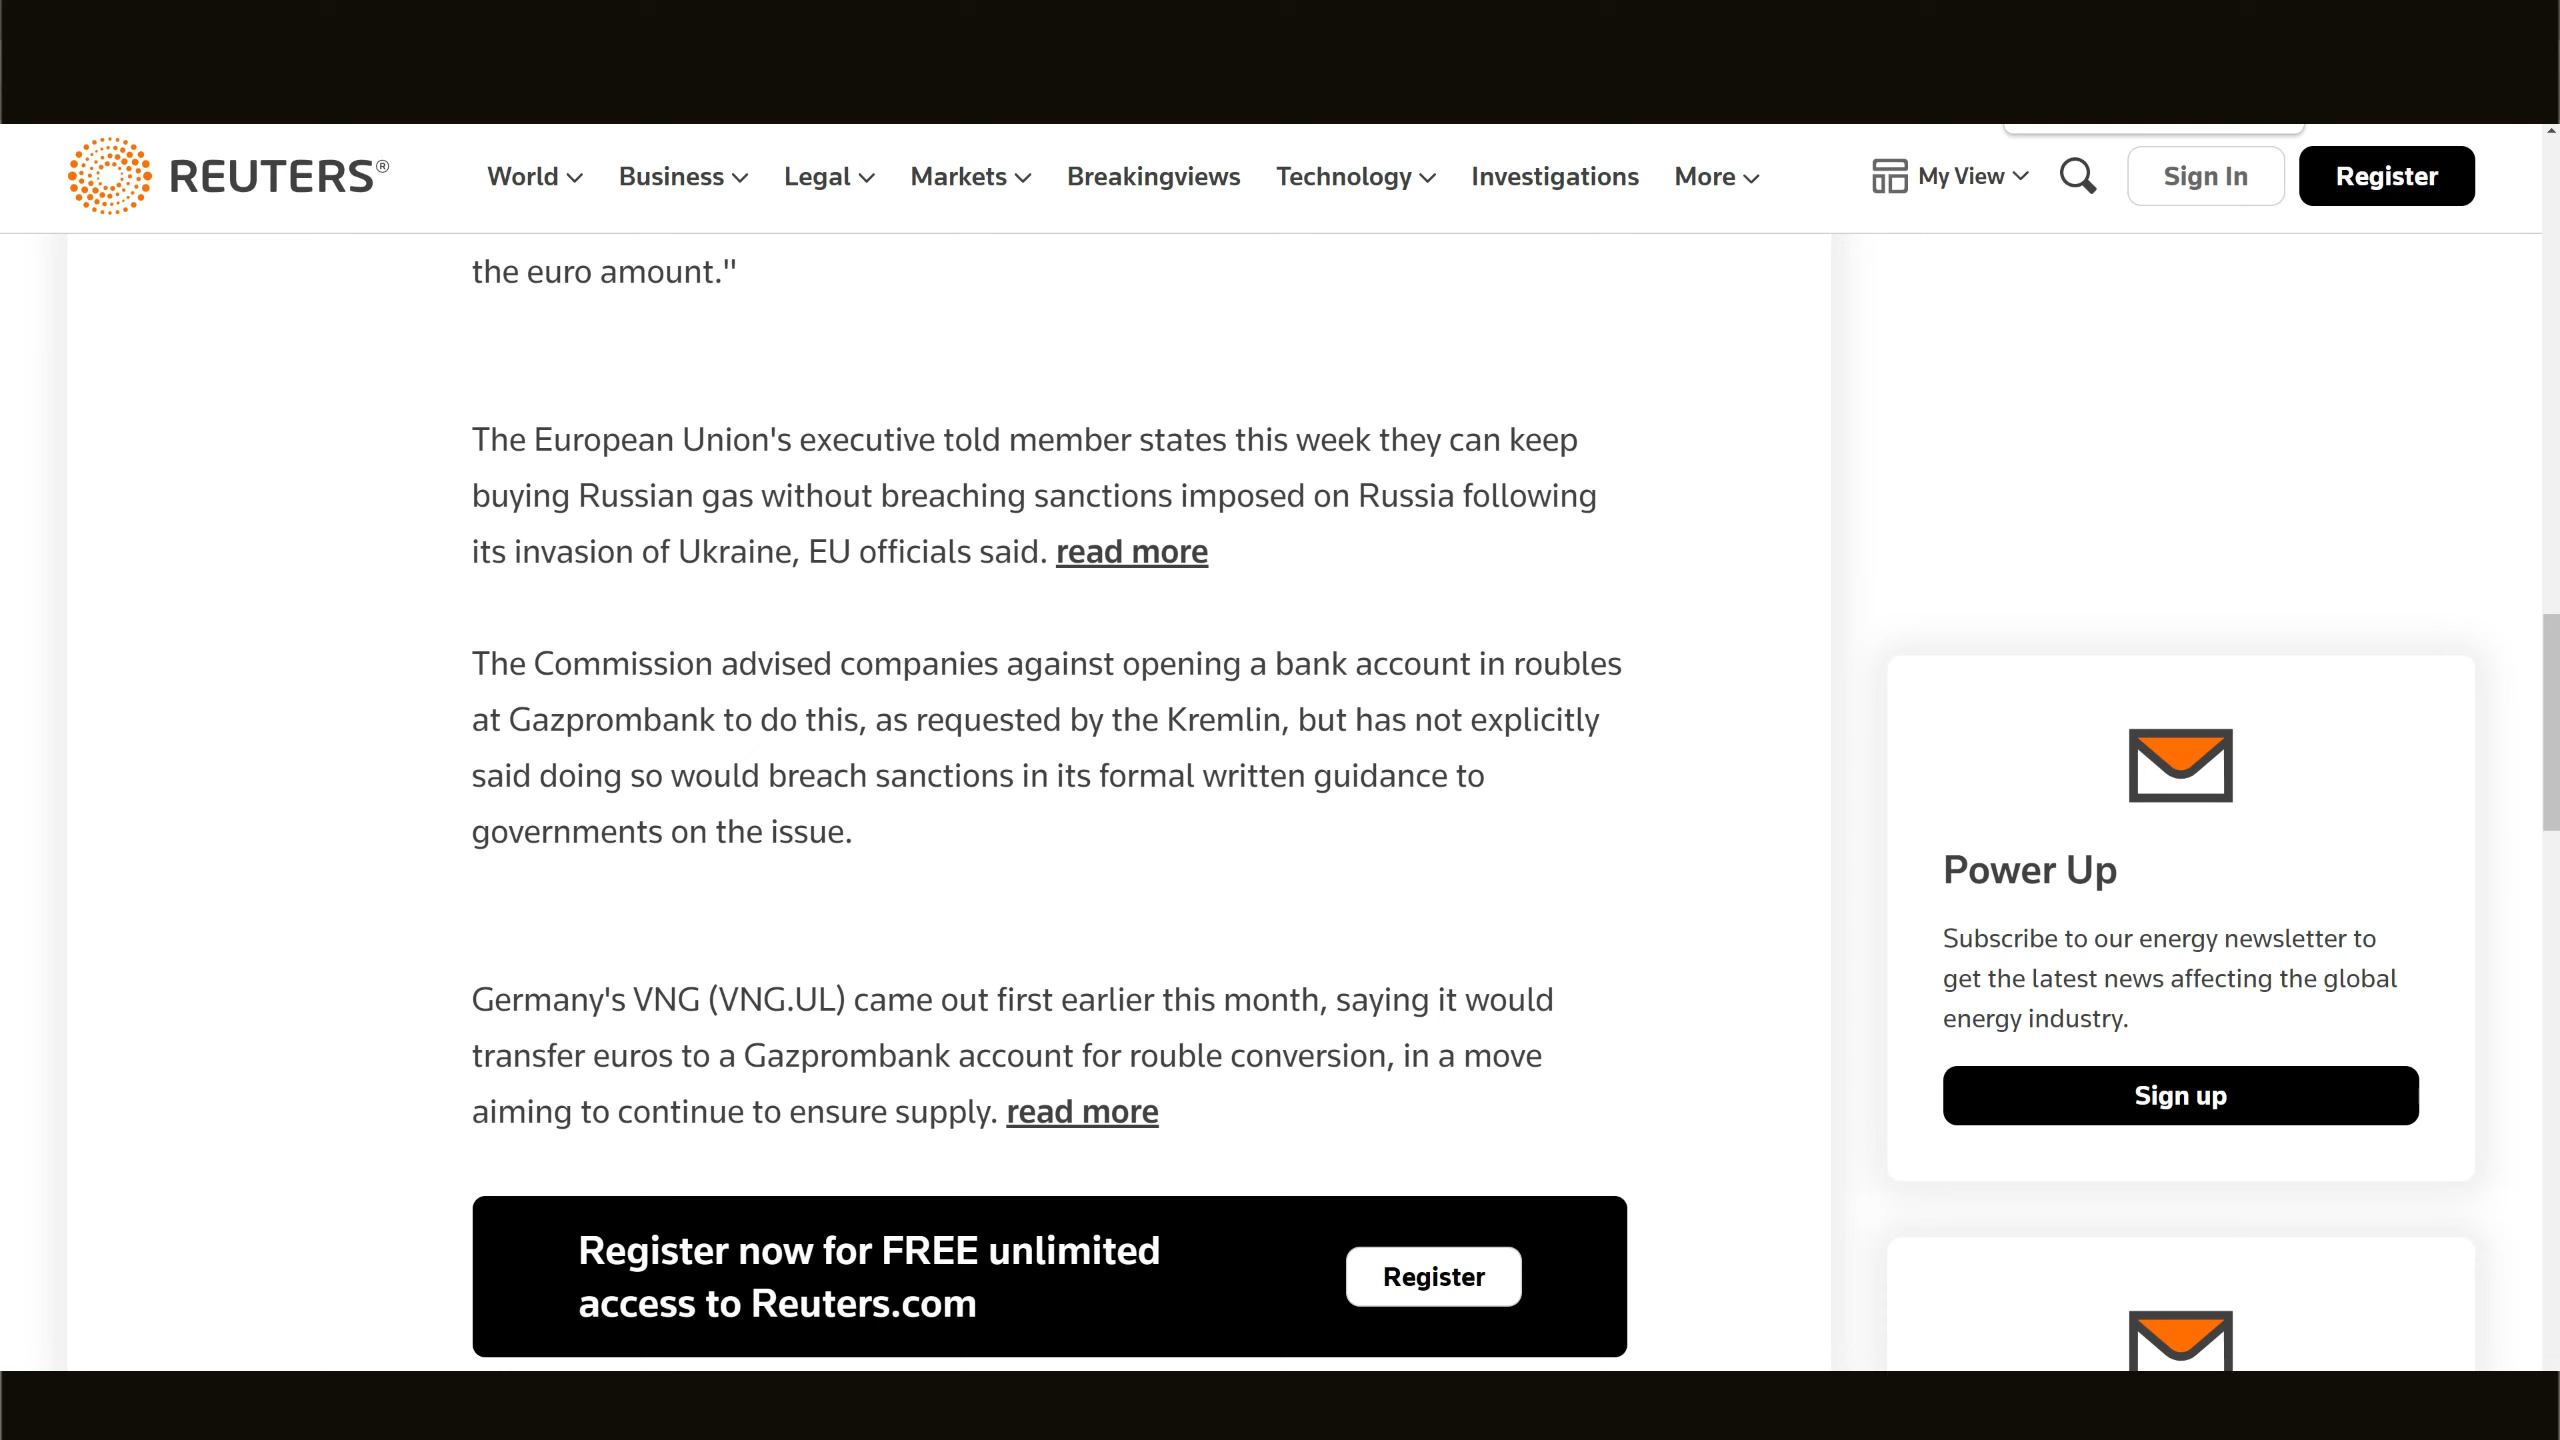 REUTERS®
World
Business
Legal
Markets
Breakingviews
Technology
Investigations
More
My View
Sign In
Register
the euro amount."
The European Union's executive told member states this week they can keep
buying Russian gas without breaching sanctions imposed on Russia following
its invasion of Ukraine, EU officials said. read more
The Commission advised companies against opening a bank account in roubles
at Gazprombank to do this, as requested by the Kremlin, but has not explicitly
said doing so would breach sanctions in its formal written guidance to
governments on the issue.
Germany's VNG (VNG.UL) came out first earlier this month, saying it would
transfer euros to a Gazprombank account for rouble conversion, in a move
aiming to continue to ensure supply. read more
Register now for FREE unlimited
access to Reuters.com
Register
Power Up
Subscribe to our energy newsletter to
get the latest news affecting the global
energy industry.
Sign up